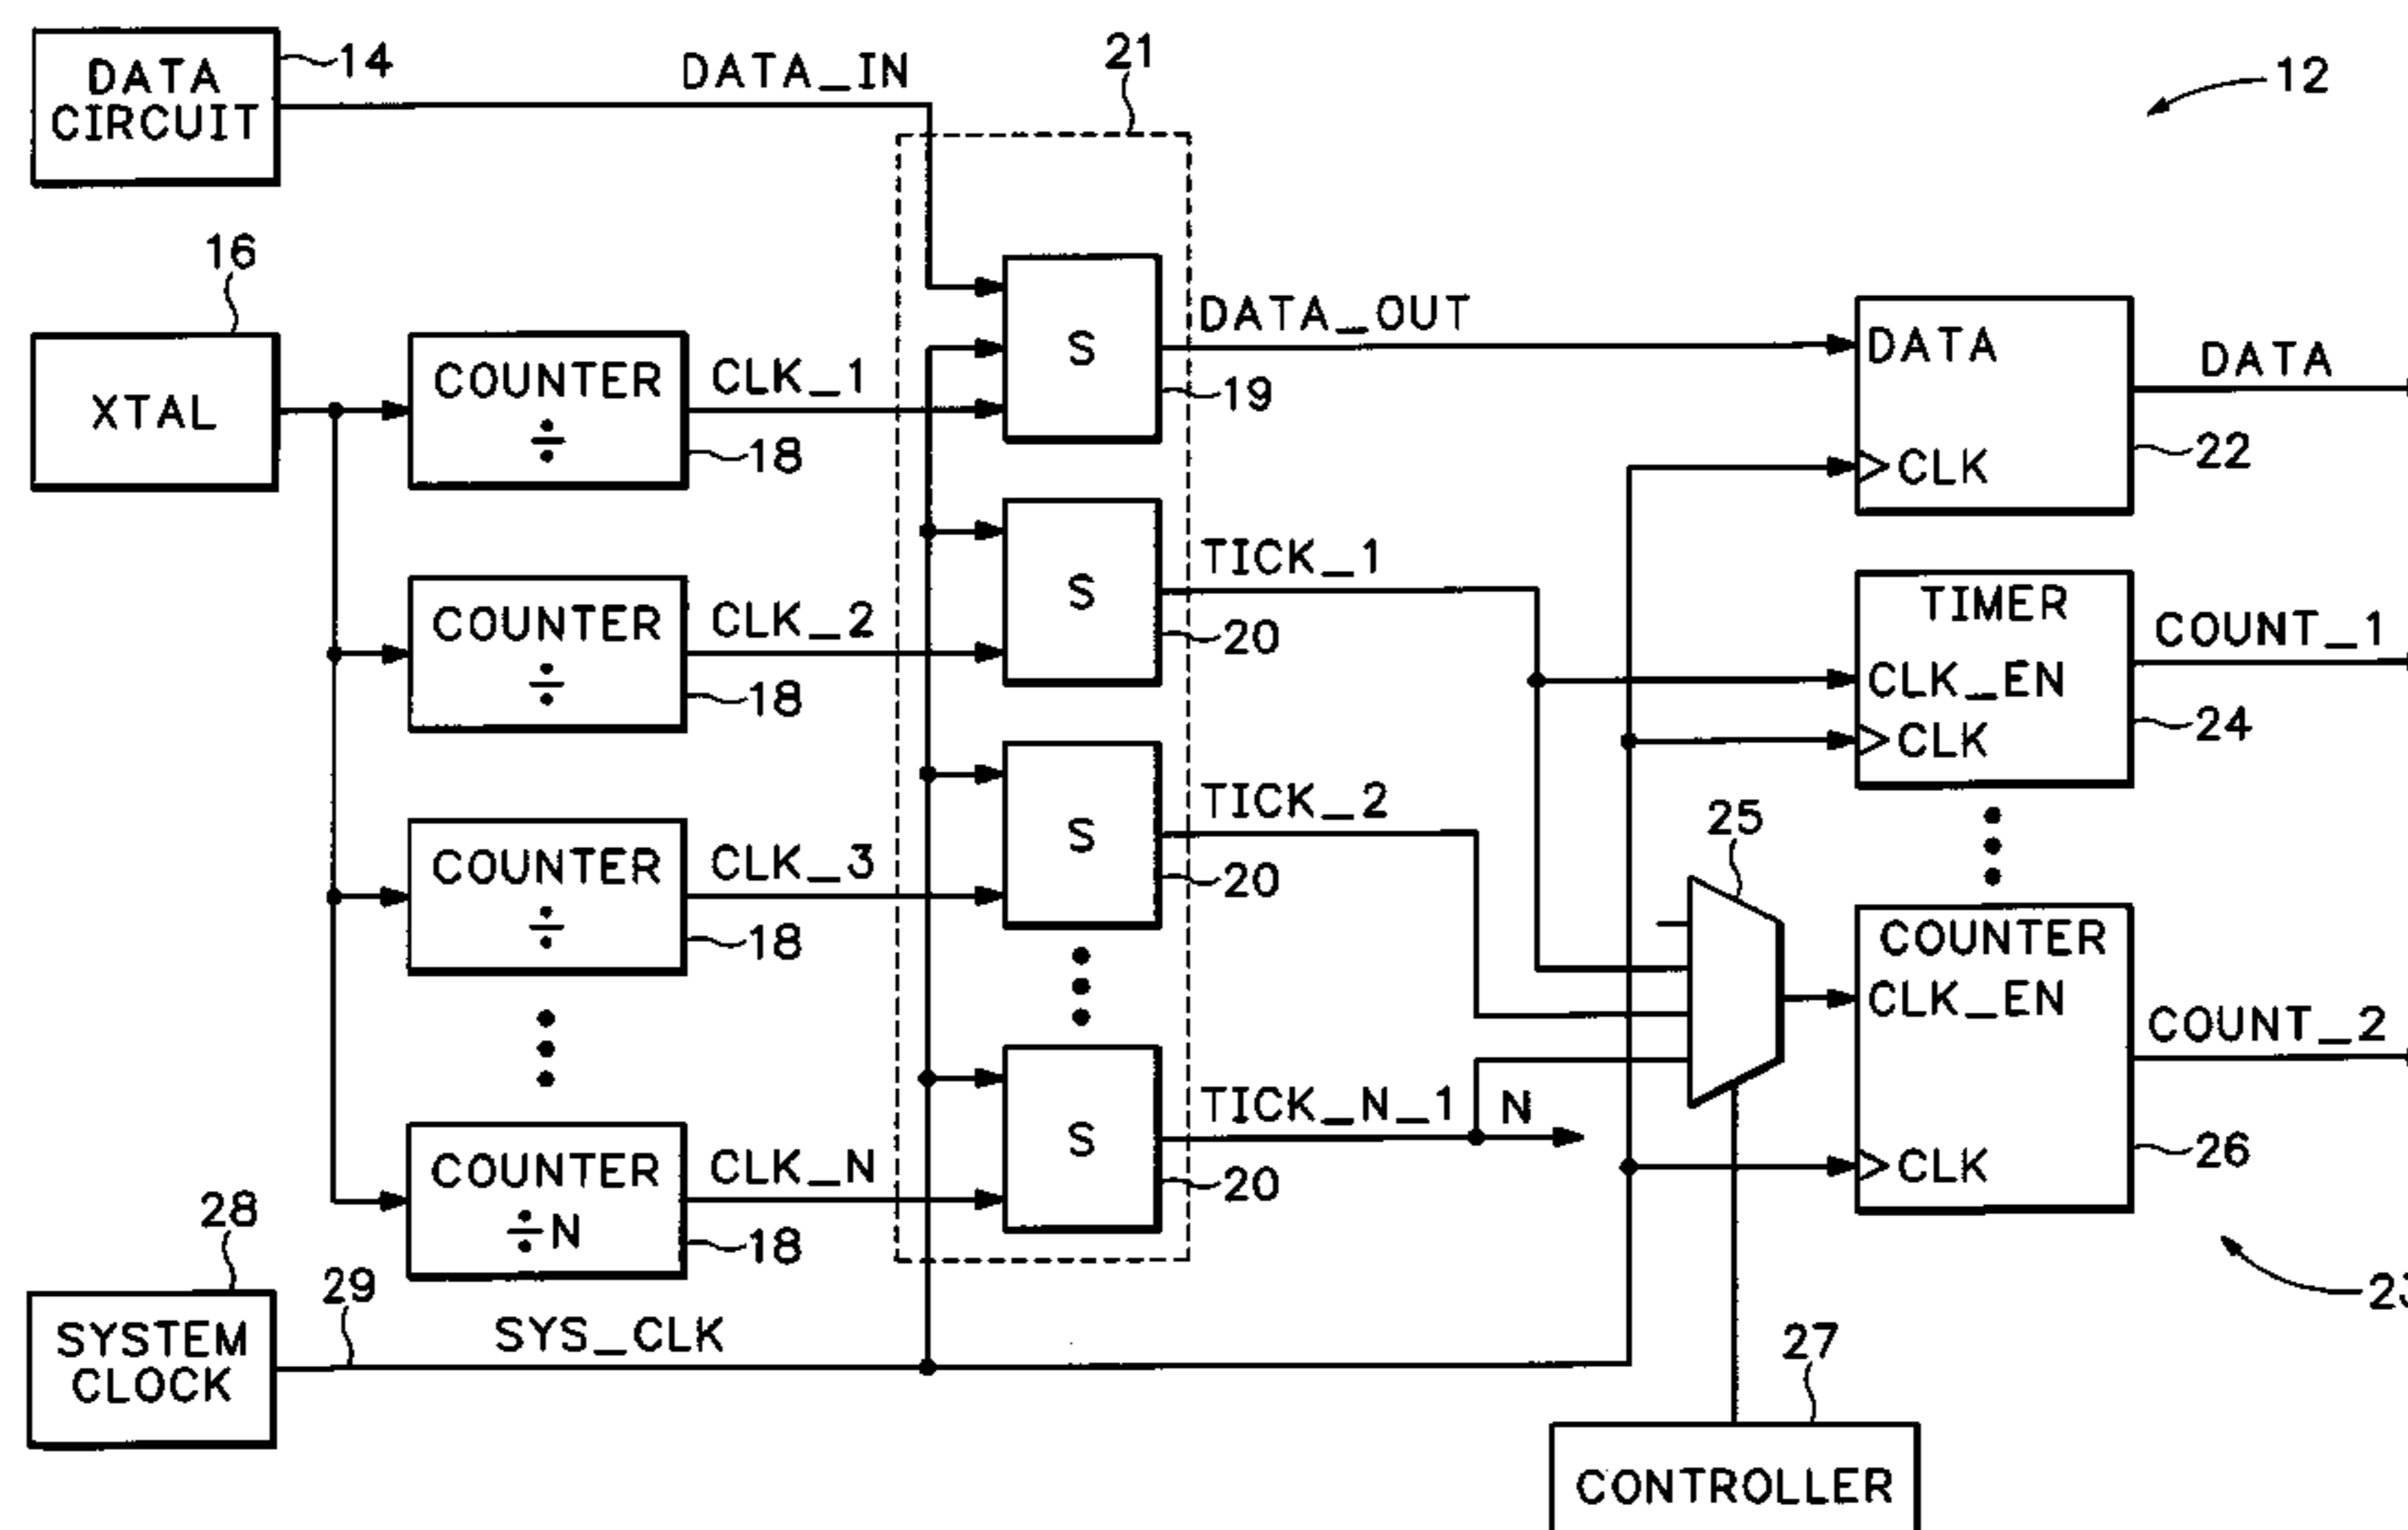 DATA
CIRCUIT
14
DATA_IN
21
12
16
XTAL
COUNTER
÷
18
CLK_1
S
19
DATA_OUT
DATA
CLK
22
DATA
COUNTER
÷
18
CLK_2
S
20
TICK_1
TIMER
CLK_EN
CLK
24
COUNT_1
COUNTER
÷
18
CLK_3
S
20
TICK_2
25
COUNTER
CLK_EN
CLK
26
COUNT_2
COUNTER
÷N
18
CLK_N
S
20
TICK_N_1
N
28
SYSTEM
CLOCK
29
SYS_CLK
27
CONTROLLER